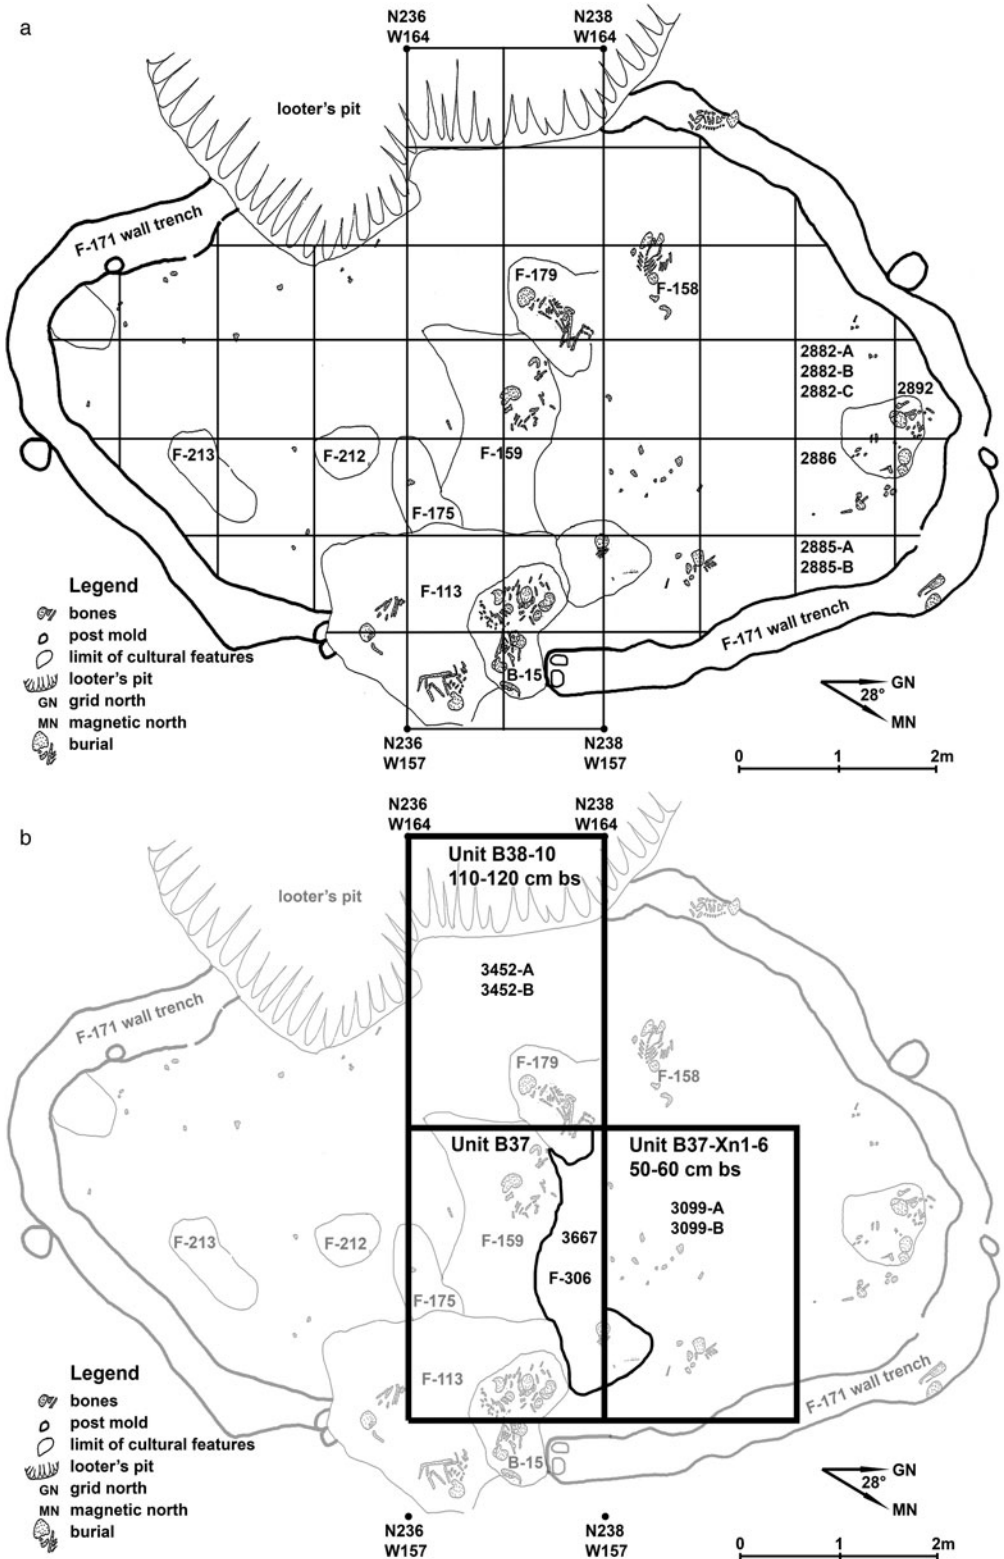 a
N236
W164
N238
W164
looter's pit
F-171 wall trench
F-179
F-158
2882-A
2882-B
2882-C
2892
F-213
F-212
F-159
2886
F-175
2885-A
2885-B
F-113
F-171 wall trench
B-15
Legend
bones
post mold
limit of cultural features
looter's pit
GN grid north
MN magnetic north
burial
GN
28°
MN
N236
W157
N238
W157
0 1 2m
b
N236
W164
N238
W164
Unit B38-10
110-120 cm bs
looter's pit
3452-A
3452-B
F-171 wall trench
F-179
F-158
Unit B37
Unit B37-Xn1-6
50-60 cm bs
3099-A
3099-B
F-213
F-212
F-159
3667
F-306
F-175
F-113
F-171 wall trench
B-15
Legend
bones
post mold
limit of cultural features
looter's pit
GN grid north
MN magnetic north
burial
GN
28°
MN
N236
W157
N238
W157
0 1 2m